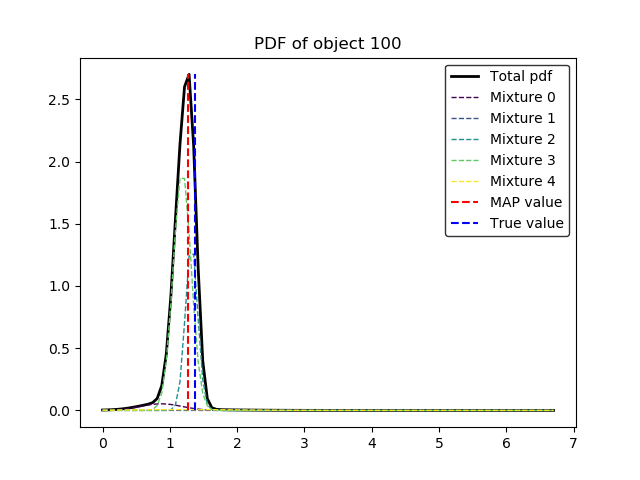 PDF of object 100
Total pdf
Mixture 0
Mixture 1
Mixture 2
Mixture 3
Mixture 4
MAP value
True value
2.5
2.0
1.5
1.0
0.5
0.0
0 1 2 3 4 5 6 7